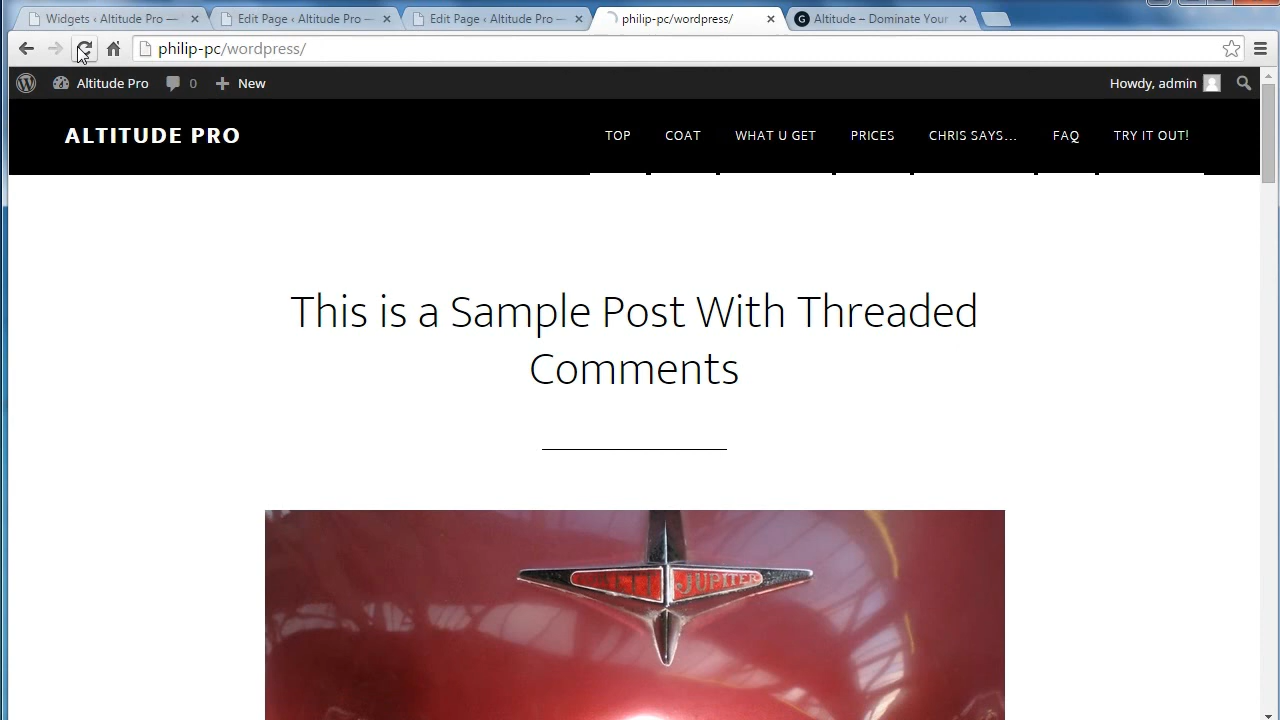 Widgets ‹ Altitude Pro —
Edit Page ‹ Altitude Pro —
Edit Page ‹ Altitude Pro —
philip-pc/wordpress/
Altitude – Dominate Your
philip-pc/wordpress/
Altitude Pro
0
New
Howdy, admin
ALTITUDE PRO
TOP
COAT
WHAT U GET
PRICES
CHRIS SAYS...
FAQ
TRY IT OUT!
This is a Sample Post With Threaded
Comments
JUPITER